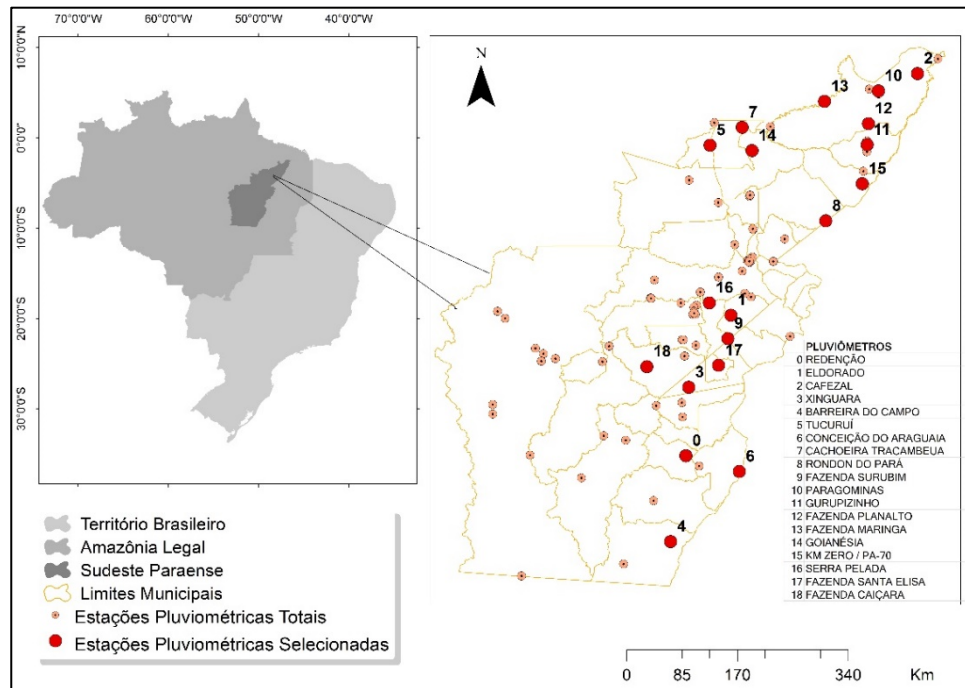 70°0'0"W 60°0'0"W 50°0'0"W 40°0'0"W
10°0'0"N
0°0'0"
10°0'0"S
20°0'0"S
30°0'0"S
N
2
10
13
12
7
11
5
14
15
8
16
1
9
17
18
3
0
6
4
PLUVIÔMETROS
0 REDENÇÃO
1 ELDORADO
2 CAFEZAL
3 XINGUARA
4 BARREIRA DO CAMPO
5 TUCURUÍ
6 CONCEIÇÃO DO ARAGUAIA
7 CACHOEIRA TRACAMBEUA
8 RONDON DO PARÁ
9 FAZENDA SURUBIM
10 PARAGOMINAS
11 GURUPIZINHO
12 FAZENDA PLANALTO
13 FAZENDA MARINGA
14 GOIANÉSIA
15 KM ZERO / PA-70
16 SERRA PELADA
17 FAZENDA SANTA ELISA
18 FAZENDA CAIÇARA
Território Brasileiro
Amazônia Legal
Sudeste Paraense
Limites Municipais
Estações Pluviométricas Totais
Estações Pluviométricas Selecionadas
0 85 170 340 Km